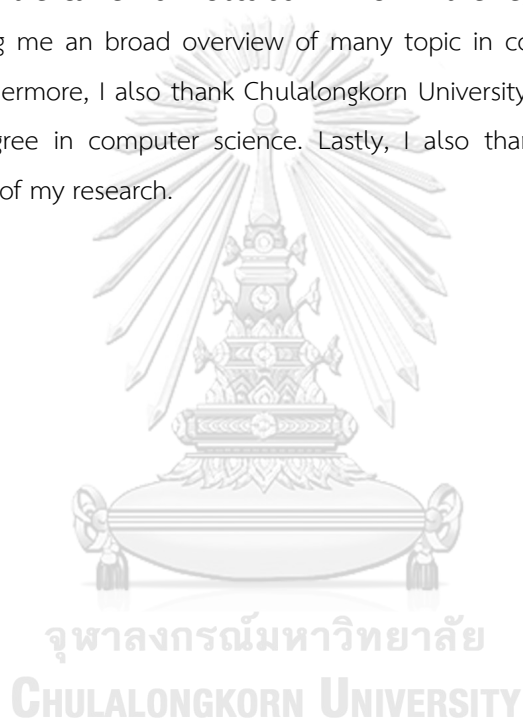 g me an broad overview of many topic in co
ermore, I also thank Chulalongkorn University
gree in computer science. Lastly, I also than
of my research.
จุฬาลงกรณ์มหาวิทยาลัย
CHULALONGKORN UNIVERSITY